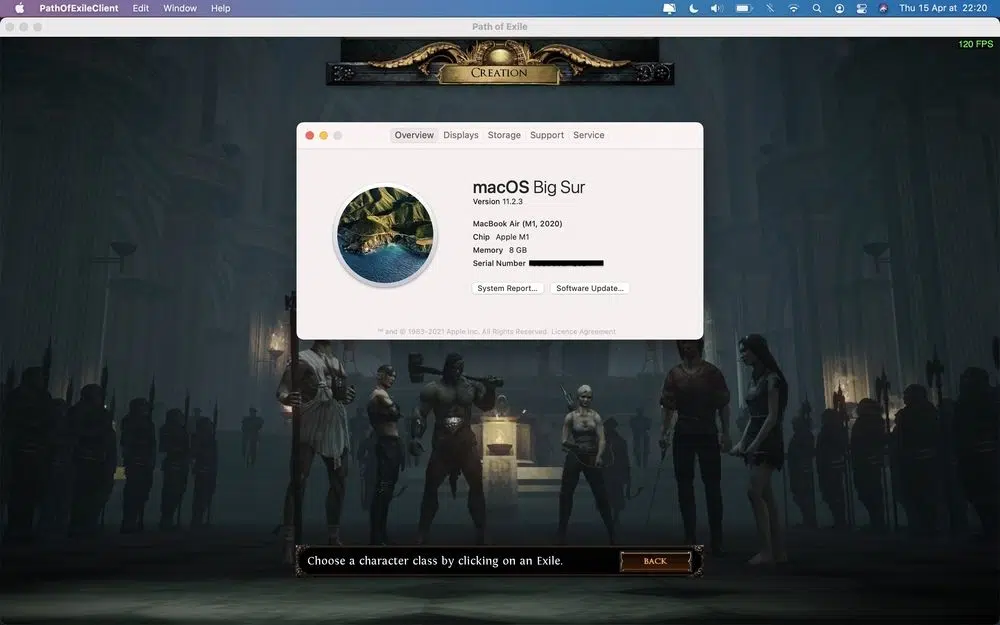 PathOfExileClient Edit Window Help Thu 15 Apr at 22:20
Path of Exile
120 FPS
CREATION
Overview Displays Storage Support Service
macOS Big Sur
Version 11.2.3
MacBook Air (M1, 2020)
Chip Apple M1
Memory 8 GB
Serial Number
System Report... Software Update...
™ and © 1983-2021 Apple Inc. All Rights Reserved. Licence Agreement
Choose a character class by clicking on an Exile.
BACK